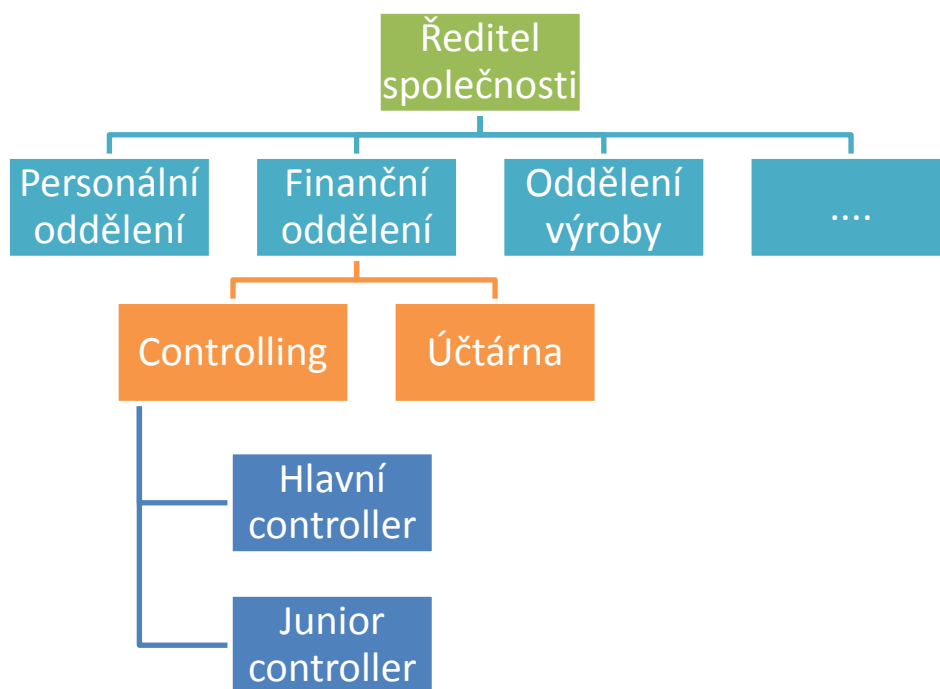 Ředitel
společnosti
Personální
oddělení
Finanční
oddělení
Oddělení
výroby
....
Controlling
Účtárna
Hlavní
controller
Junior
controller